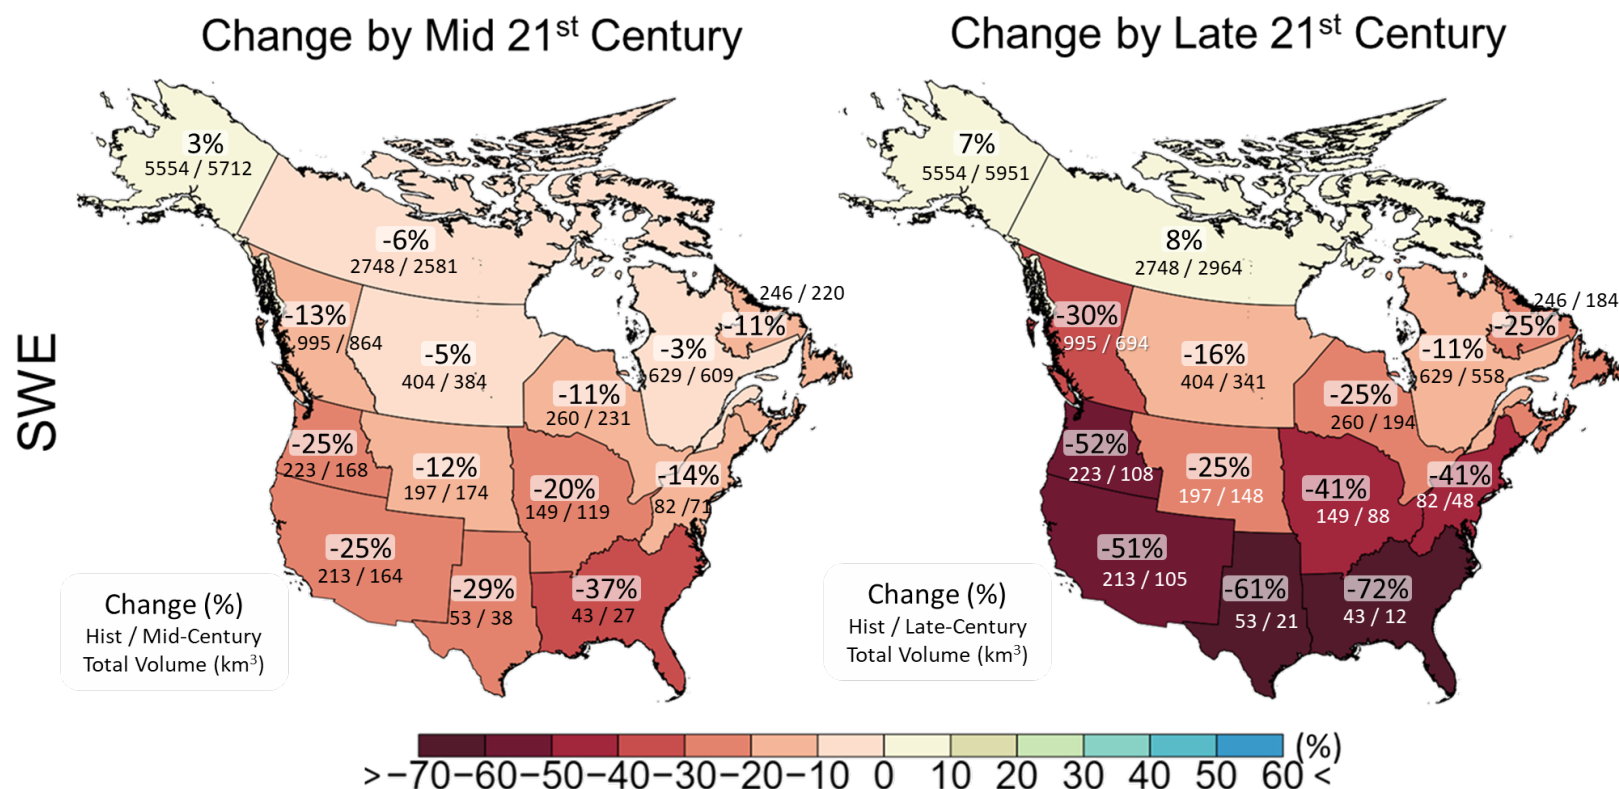 Change by Mid 21st Century
Change by Late 21st Century
SWE
3%
5554 / 5712
-6%
2748 / 2581
-13%
995 / 864
-5%
404 / 384
-11%
260 / 231
-3%
629 / 609
-11%
246 / 220
-25%
223 / 168
-12%
197 / 174
-20%
149 / 119
-14%
82 /71
-25%
213 / 164
-29%
53 / 38
-37%
43 / 27
Change (%)
Hist / Mid-Century
Total Volume (km³)
7%
5554 / 5951
8%
2748 / 2964
-30%
995 / 694
-16%
404 / 341
-25%
260 / 194
-11%
629 / 558
-25%
246 / 184
-52%
223 / 108
-25%
197 / 148
-41%
149 / 88
-41%
82 /48
-51%
213 / 105
-61%
53 / 21
-72%
43 / 12
Change (%)
Hist / Late-Century
Total Volume (km³)
(%)
> −70 −60 −50 −40 −30 −20 −10 0 10 20 30 40 50 60 <